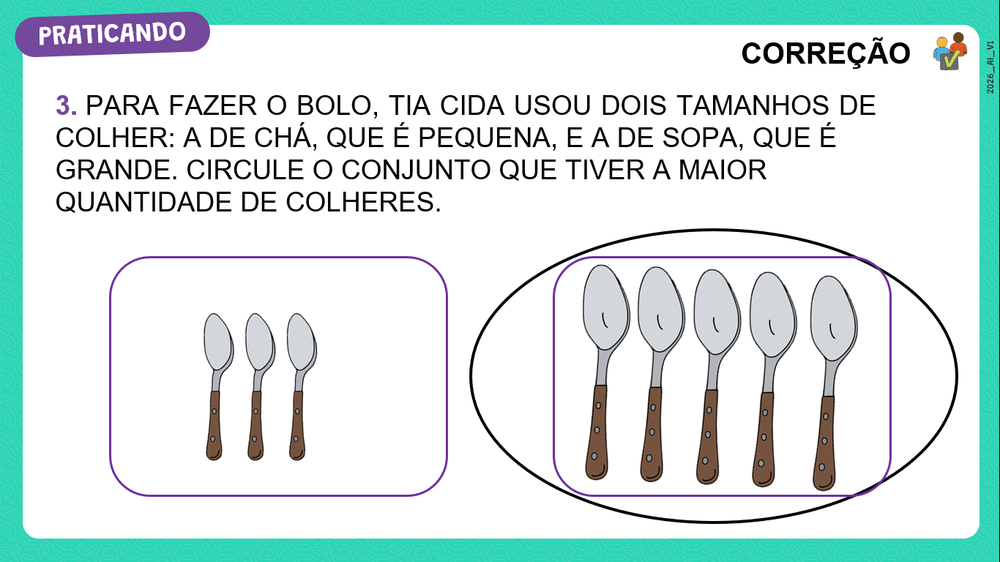 PRATICANDO
CORREÇÃO
2026_AI_V1
3. PARA FAZER O BOLO, TIA CIDA USOU DOIS TAMANHOS DE
COLHER: A DE CHÁ, QUE É PEQUENA, E A DE SOPA, QUE É
GRANDE. CIRCULE O CONJUNTO QUE TIVER A MAIOR
QUANTIDADE DE COLHERES.